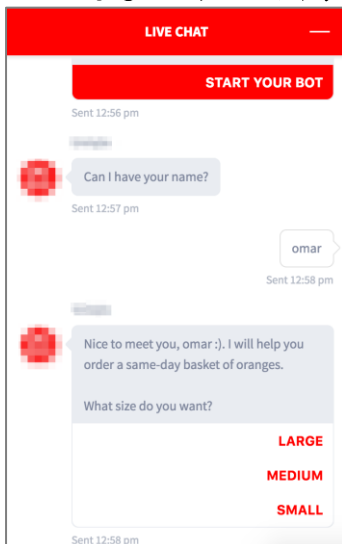 LIVE CHAT
START YOUR BOT
Sent 12:56 pm
Can I have your name?
Sent 12:57 pm
omar
Sent 12:58 pm
Nice to meet you, omar :). I will help you
order a same-day basket of oranges.
What size do you want?
LARGE
MEDIUM
SMALL
Sent 12:58 pm